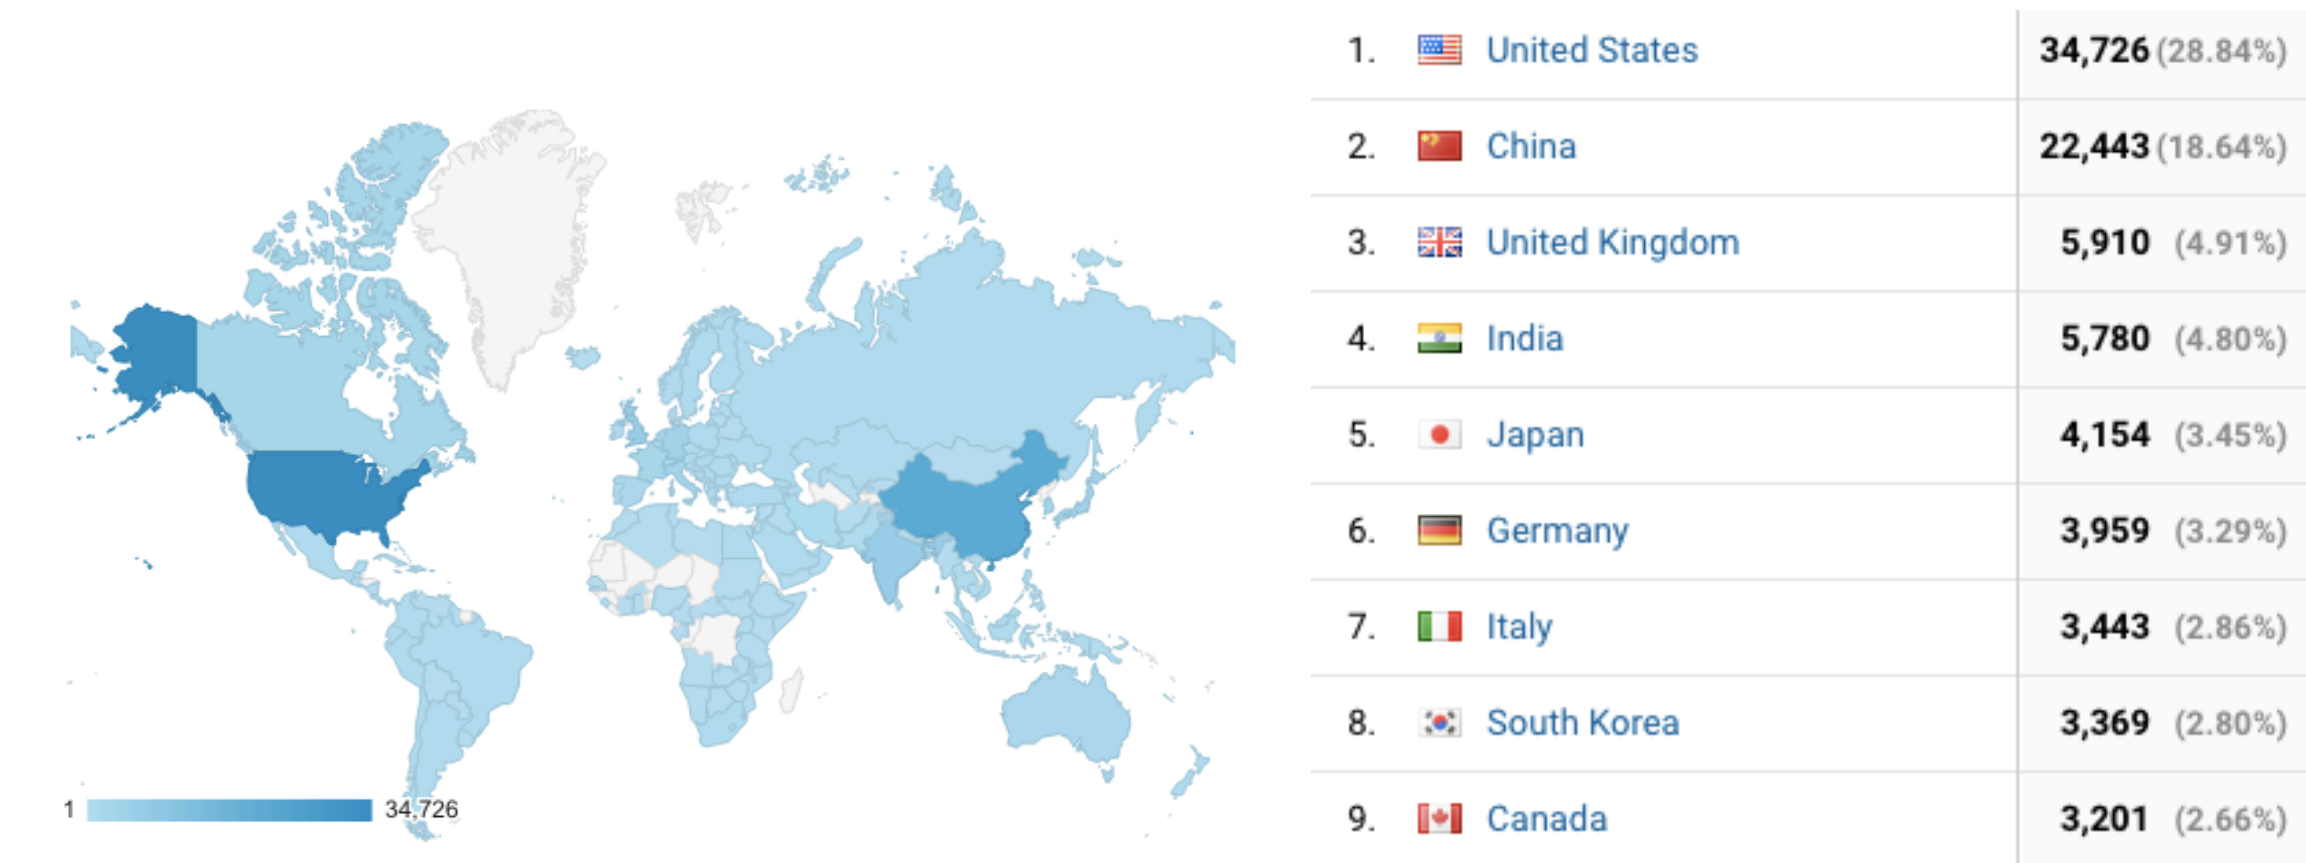 1. United States 34,726 (28.84%)
2. China 22,443 (18.64%)
3. United Kingdom 5,910 (4.91%)
4. India 5,780 (4.80%)
5. Japan 4,154 (3.45%)
6. Germany 3,959 (3.29%)
7. Italy 3,443 (2.86%)
8. South Korea 3,369 (2.80%)
9. Canada 3,201 (2.66%)
1 34,726